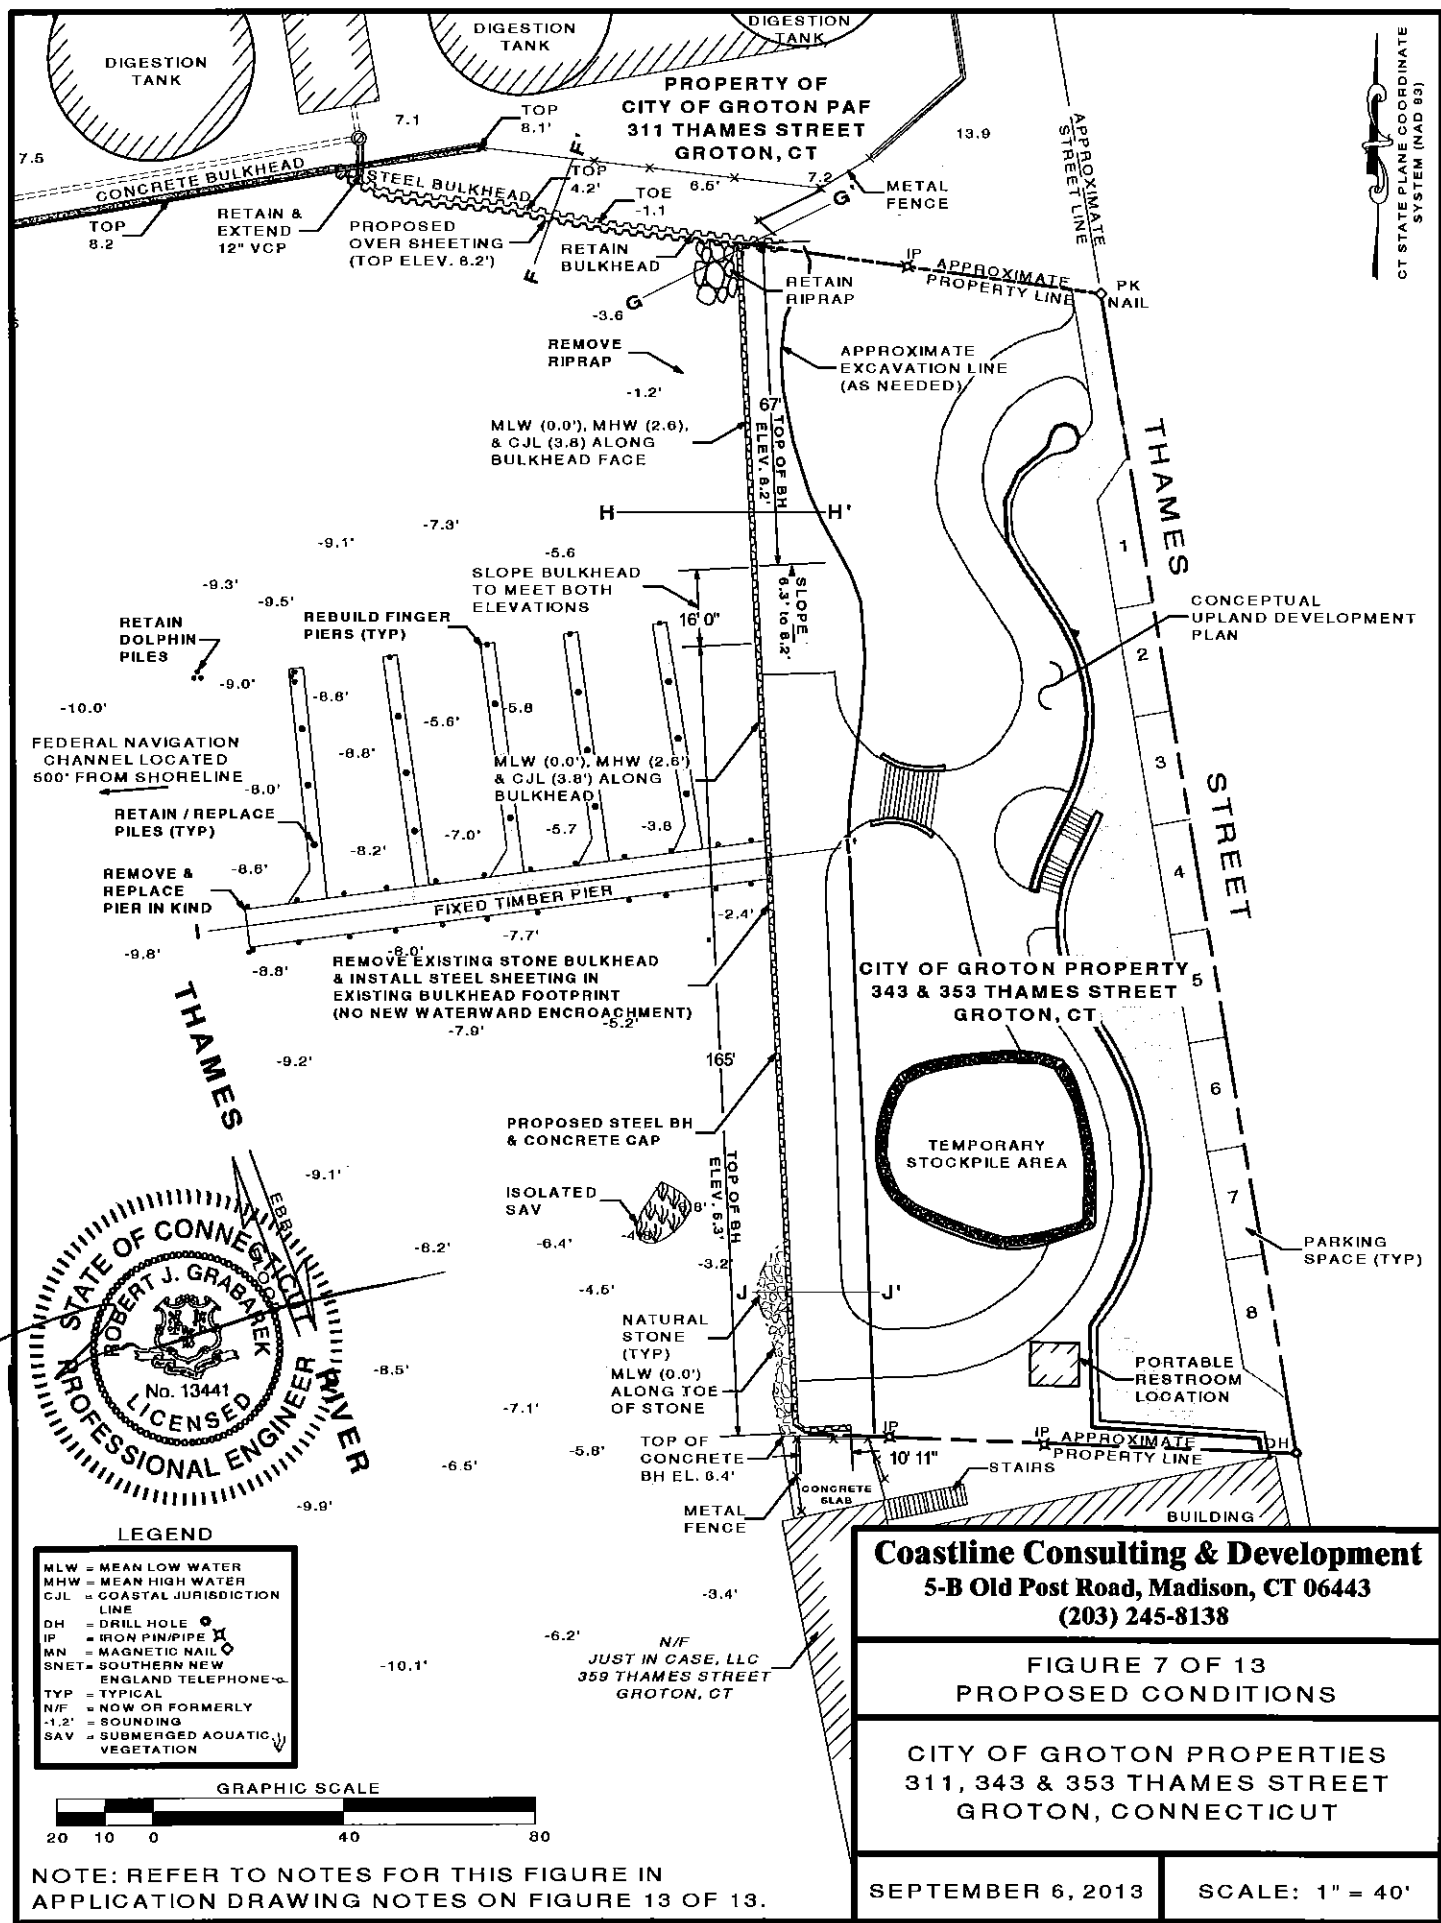 DIGESTION
TANK
DIGESTION
TANK
DIGESTION
TANK
PROPERTY OF
CITY OF GROTON PAF
311 THAMES STREET
GROTON, CT
CT STATE PLANE COORDINATE
SYSTEM (NAD 83)
7.5
7.1
TOP
8.1'
13.9
APPROXIMATE
STREET LINE
CONCRETE BULKHEAD
STEEL BULKHEAD
TOP
8.2
RETAIN &
EXTEND
12" VCP
PROPOSED
OVER SHEETING
(TOP ELEV. 8.2')
F'
F
TOP
4.2'
TOE
-1.1
6.5'
7.2
G'
G
METAL
FENCE
RETAIN
BULKHEAD
RETAIN
RIPRAP
IP
APPROXIMATE
PROPERTY LINE
PK
NAIL
-3.6
REMOVE
RIPRAP
-1.2'
APPROXIMATE
EXCAVATION LINE
(AS NEEDED)
MLW (0.0'), MHW (2.6),
& CJL (3.8) ALONG
BULKHEAD FACE
67'
TOP OF BH
ELEV. 8.2'
H
H'
THAMES
STREET
-7.3'
-9.1'
-5.6
-9.3'
-9.5'
SLOPE BULKHEAD
TO MEET BOTH
ELEVATIONS
16'0"
SLOPE
6.3' to 8.2'
RETAIN
DOLPHIN
PILES
REBUILD FINGER
PIERS (TYP)
CONCEPTUAL
UPLAND DEVELOPMENT
PLAN
1
2
3
4
5
6
7
8
-10.0'
-9.0'
-8.8'
-5.6'
-5.8
FEDERAL NAVIGATION
CHANNEL LOCATED
500' FROM SHORELINE
-8.8'
-8.0'
MLW (0.0'), MHW (2.6')
& CJL (3.8') ALONG
BULKHEAD
RETAIN / REPLACE
PILES (TYP)
-8.2'
-7.0'
-5.7
-3.8
-8.6'
REMOVE &
REPLACE
PIER IN KIND
FIXED TIMBER PIER
I
I'
-9.8'
-8.8'
-8.0'
-7.7'
-2.4'
REMOVE EXISTING STONE BULKHEAD
& INSTALL STEEL SHEETING IN
EXISTING BULKHEAD FOOTPRINT
(NO NEW WATERWARD ENCROACHMENT)
-7.9'
-5.2'
CITY OF GROTON PROPERTY
343 & 353 THAMES STREET
GROTON, CT
THAMES
RIVER
-9.2'
165'
PROPOSED STEEL BH
& CONCRETE CAP
TEMPORARY
STOCKPILE AREA
TOP OF BH
ELEV. 6.3'
-9.1'
ISOLATED
SAV
EBB
-8.2'
-6.4'
-3.2'
-4.5'
J
J'
PARKING
SPACE (TYP)
STATE OF CONNECTICUT
ROBERT J. GRABAREK
No. 13441
LICENSED
PROFESSIONAL ENGINEER
NATURAL
STONE
(TYP)
MLW (0.0')
ALONG TOE
OF STONE
-8.5'
-7.1'
PORTABLE
RESTROOM
LOCATION
-5.8'
-6.5'
TOP OF
CONCRETE
BH EL. 6.4'
IP
10' 11"
IP
APPROXIMATE
PROPERTY LINE
DH
STAIRS
CONCRETE
SLAB
METAL
FENCE
BUILDING
-9.9'
LEGEND
MLW = MEAN LOW WATER
MHW = MEAN HIGH WATER
CJL = COASTAL JURISDICTION
LINE
DH = DRILL HOLE
IP = IRON PIN/PIPE
MN = MAGNETIC NAIL
SNET= SOUTHERN NEW
ENGLAND TELEPHONE
TYP = TYPICAL
N/F = NOW OR FORMERLY
-1.2' = SOUNDING
SAV = SUBMERGED AQUATIC
VEGETATION
-3.4'
-6.2'
-10.1'
N/F
JUST IN CASE, LLC
359 THAMES STREET
GROTON, CT
Coastline Consulting & Development
5-B Old Post Road, Madison, CT 06443
(203) 245-8138
FIGURE 7 OF 13
PROPOSED CONDITIONS
CITY OF GROTON PROPERTIES
311, 343 & 353 THAMES STREET
GROTON, CONNECTICUT
SEPTEMBER 6, 2013
SCALE: 1" = 40'
GRAPHIC SCALE
20 10 0 40 80
NOTE: REFER TO NOTES FOR THIS FIGURE IN
APPLICATION DRAWING NOTES ON FIGURE 13 OF 13.